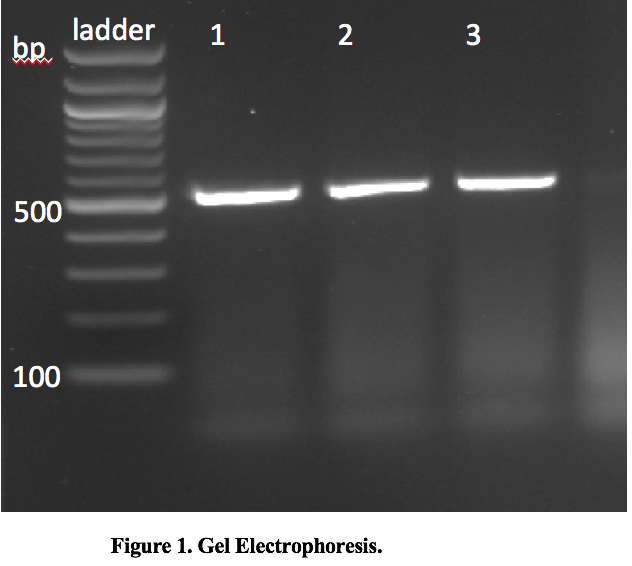 ladder 1 2 3
bp
500
100
Figure 1. Gel Electrophoresis.